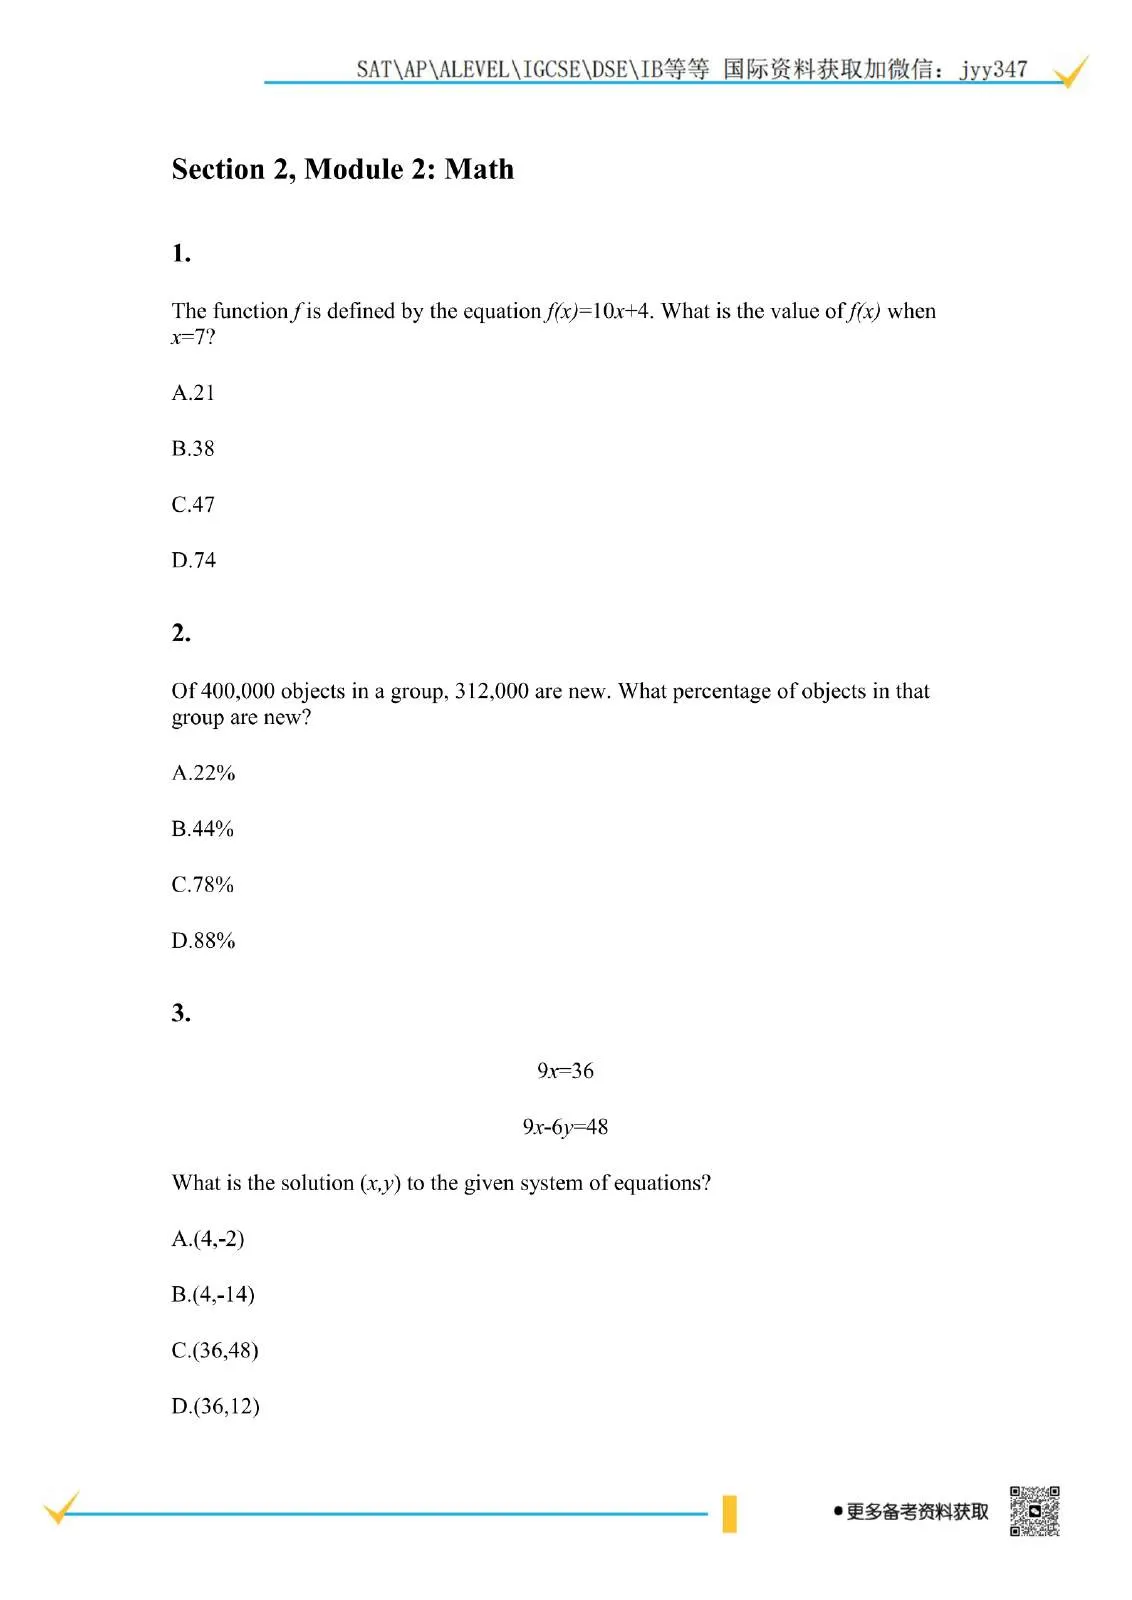 SAT\AP\ALEVEL\IGCSE\DSE\IB等等 国际资料获取加微信：jyy347
Section 2, Module 2: Math
1.
The function f is defined by the equation f(x)=10x+4. What is the value of f(x) when
x=7?
A.21
B.38
C.47
D.74
2.
Of 400,000 objects in a group, 312,000 are new. What percentage of objects in that
group are new?
A.22%
B.44%
C.78%
D.88%
3.
9x=36
9x-6y=48
What is the solution (x,y) to the given system of equations?
A.(4,-2)
B.(4,-14)
C.(36,48)
D.(36,12)
•更多备考资料获取